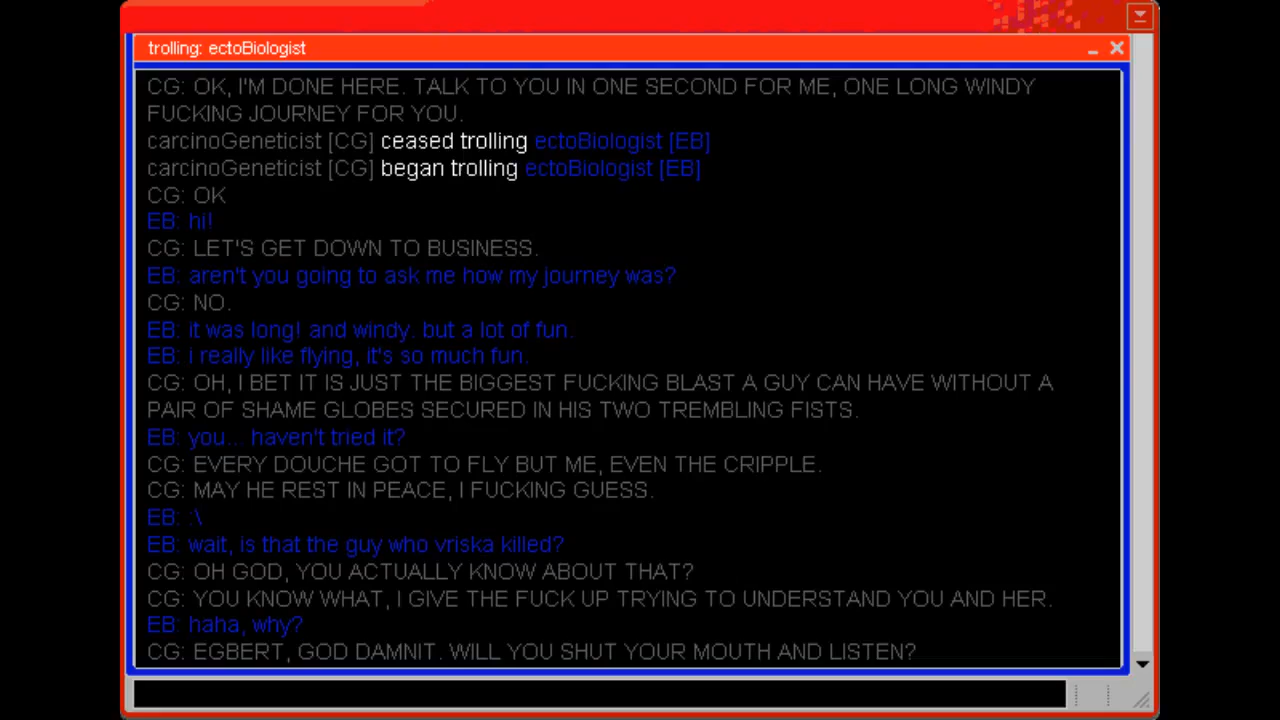 trolling: ectoBiologist
CG: OK, I'M DONE HERE. TALK TO YOU IN ONE SECOND FOR ME, ONE LONG WINDY
FUCKING JOURNEY FOR YOU.
carcinoGeneticist [CG] ceased trolling ectoBiologist [EB]
carcinoGeneticist [CG] began trolling ectoBiologist [EB]
CG: OK
EB: hi!
CG: LET'S GET DOWN TO BUSINESS.
EB: aren't you going to ask me how my journey was?
CG: NO.
EB: it was long! and windy. but a lot of fun.
EB: i really like flying, it's so much fun.
CG: OH, I BET IT IS JUST THE BIGGEST FUCKING BLAST A GUY CAN HAVE WITHOUT A
PAIR OF SHAME GLOBES SECURED IN HIS TWO TREMBLING FISTS.
EB: you... haven't tried it?
CG: EVERY DOUCHE GOT TO FLY BUT ME, EVEN THE CRIPPLE.
CG: MAY HE REST IN PEACE, I FUCKING GUESS.
EB: :\
EB: wait, is that the guy who vriska killed?
CG: OH GOD, YOU ACTUALLY KNOW ABOUT THAT?
CG: YOU KNOW WHAT, I GIVE THE FUCK UP TRYING TO UNDERSTAND YOU AND HER.
EB: haha, why?
CG: EGBERT, GOD DAMNIT. WILL YOU SHUT YOUR MOUTH AND LISTEN?